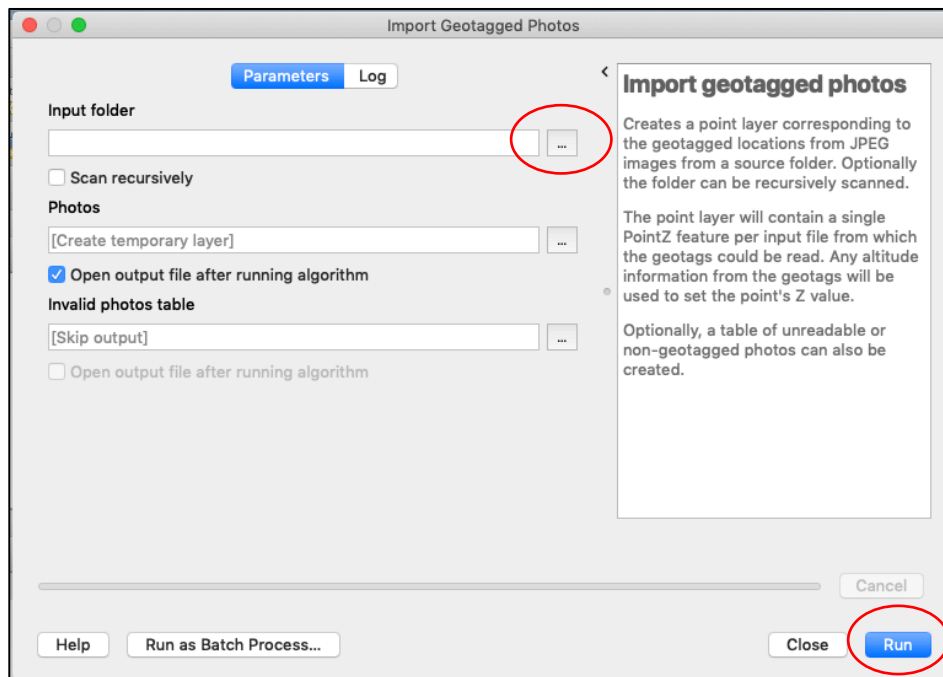 Import Geotagged Photos
Parameters Log
Input folder
...
Scan recursively
Photos
[Create temporary layer]
...
Open output file after running algorithm
Invalid photos table
[Skip output]
...
Open output file after running algorithm
<
Import geotagged photos
Creates a point layer corresponding to
the geotagged locations from JPEG
images from a source folder. Optionally
the folder can be recursively scanned.
The point layer will contain a single
PointZ feature per input file from which
the geotags could be read. Any altitude
information from the geotags will be
used to set the point's Z value.
Optionally, a table of unreadable or
non-geotagged photos can also be
created.
Cancel
Help Run as Batch Process... Close Run